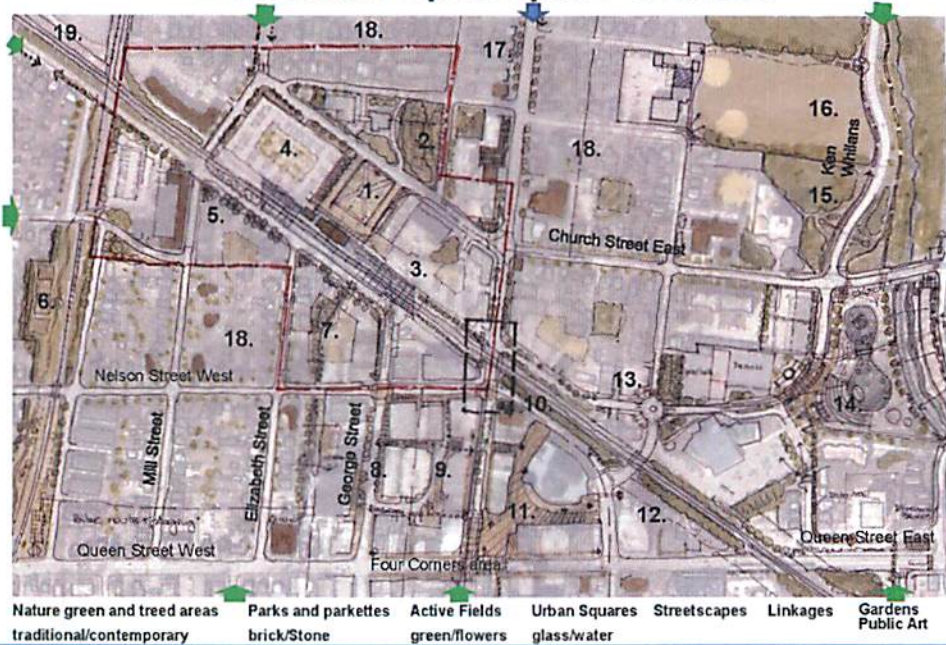 19.
18.
17.
16.
2.
4.
18.
Ken Whillans
1.
15.
5.
Church Street East
3.
6.
7.
18.
Nelson Street West
13.
10.
14.
Mill Street
Elizabeth Street
George Street
8.
9.
11.
12.
Queen Street West
Queen Street East
Four Corners area
Nature green and treed areas
Parks and parkettes
Active Fields
Urban Squares
Streetscapes
Linkages
Gardens
Public Art
traditional/contemporary
brick/Stone
green/flowers
glass/water